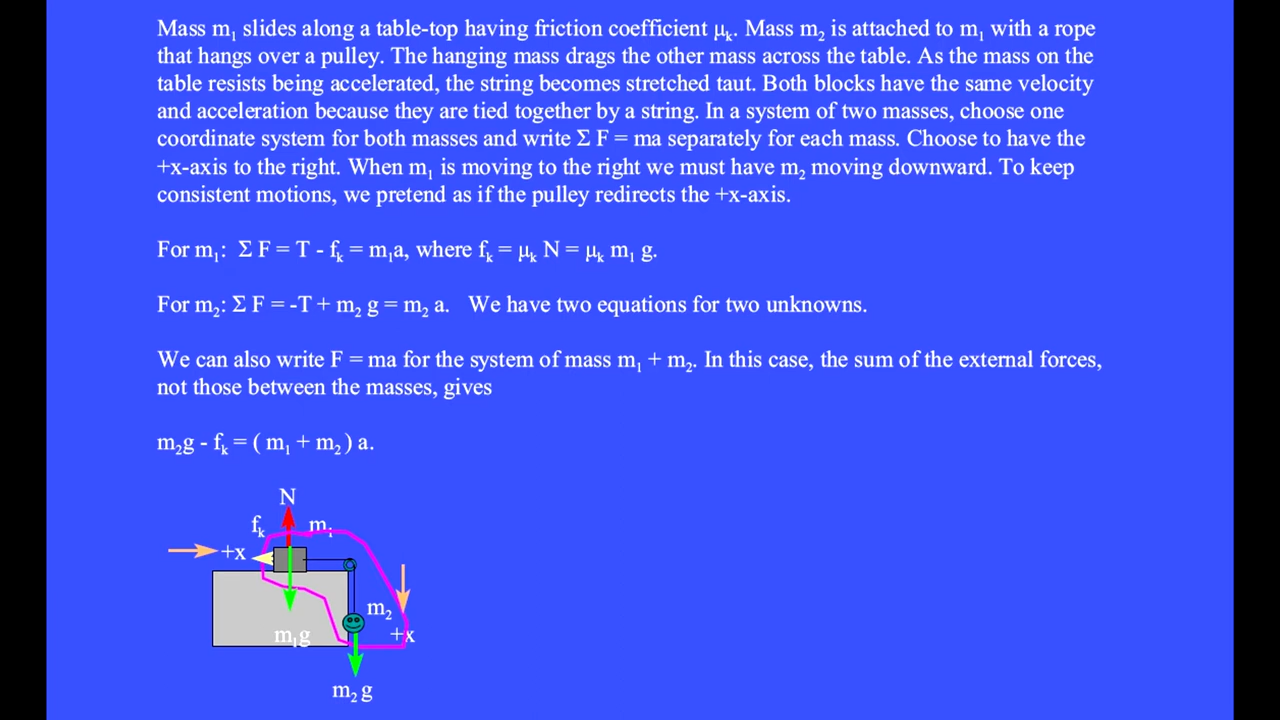 Mass m₁ slides along a table-top having friction coefficient μₖ. Mass m₂ is attached to m₁ with a rope
that hangs over a pulley. The hanging mass drags the other mass across the table. As the mass on the
table resists being accelerated, the string becomes stretched taut. Both blocks have the same velocity
and acceleration because they are tied together by a string. In a system of two masses, choose one
coordinate system for both masses and write Σ F = ma separately for each mass. Choose to have the
+x-axis to the right. When m₁ is moving to the right we must have m₂ moving downward. To keep
consistent motions, we pretend as if the pulley redirects the +x-axis.
For m₁: Σ F = T - fₖ = m₁a, where fₖ = μₖ N = μₖ m₁ g.
For m₂: Σ F = -T + m₂ g = m₂ a. We have two equations for two unknowns.
We can also write F = ma for the system of mass m₁ + m₂. In this case, the sum of the external forces,
not those between the masses, gives
m₂g - fₖ = ( m₁ + m₂ ) a.
N
fₖ m₁
+x
m₂
m₁g +x
m₂ g